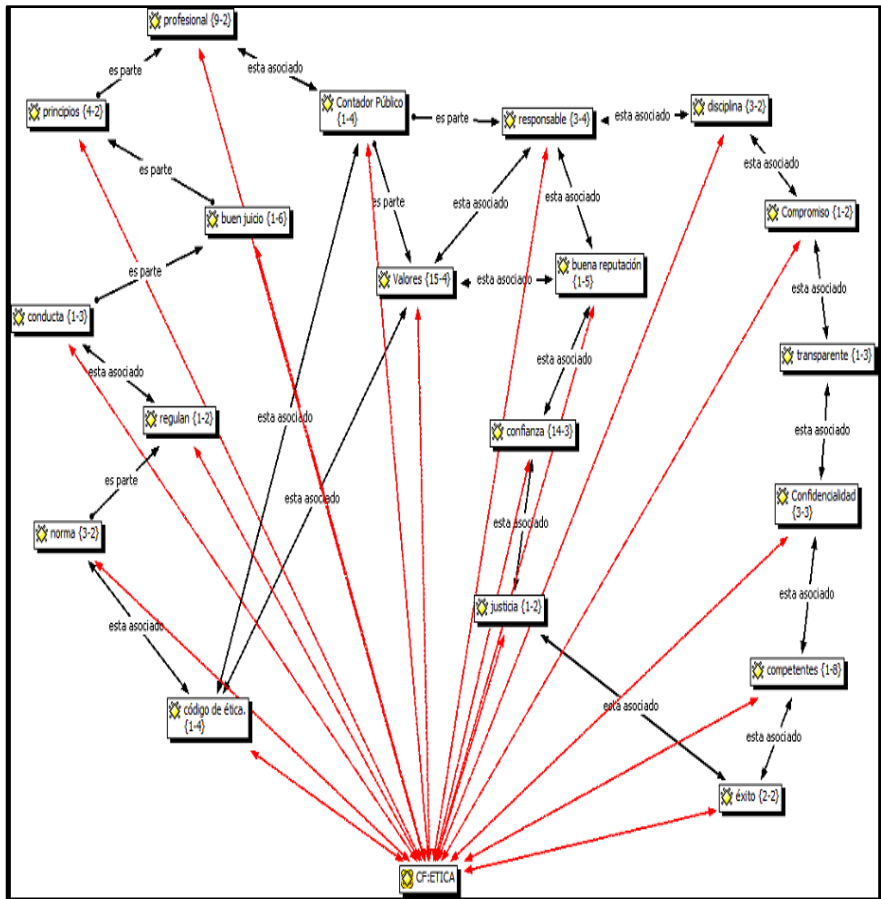 profesional {9-2}
es parte
esta asociado
principios {4-2}
Contador Público
{1-4}
es parte
responsable {3-4}
esta asociado
disciplina {3-2}
es parte
esta asociado
esta asociado
esta asociado
es parte
buen juicio {1-6}
Compromiso {1-2}
es parte
Valores {15-4}
esta asociado
buena reputación
{1-5}
esta asociado
conducta {1-3}
transparente {1-3}
esta asociado
esta asociado
regulan {1-2}
esta asociado
confianza {14-3}
esta asociado
es parte
esta asociado
esta asociado
Confidencialidad
{3-3}
norma {3-2}
esta asociado
justicia {1-2}
esta asociado
competentes {1-8}
código de ética.
{1-4}
esta asociado
esta asociado
éxito {2-2}
CF:ETICA